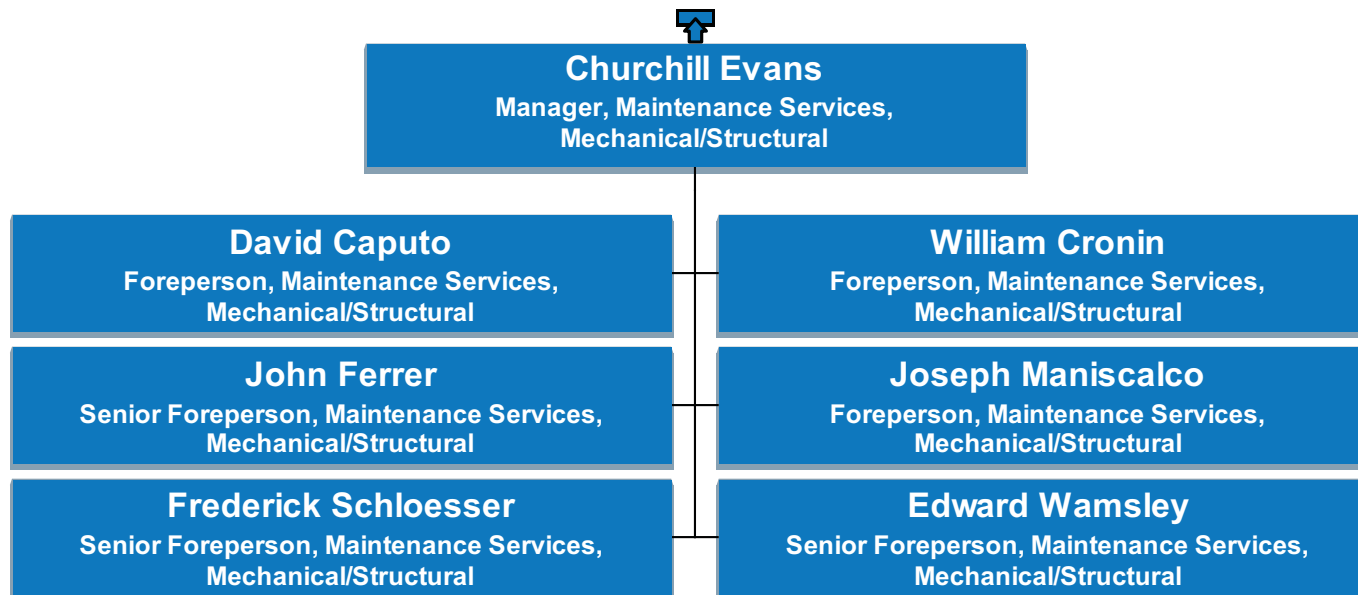 Churchill Evans
Manager, Maintenance Services,
Mechanical/Structural
David Caputo
Foreperson, Maintenance Services,
Mechanical/Structural
William Cronin
Foreperson, Maintenance Services,
Mechanical/Structural
John Ferrer
Senior Foreperson, Maintenance Services,
Mechanical/Structural
Joseph Maniscalco
Foreperson, Maintenance Services,
Mechanical/Structural
Frederick Schloesser
Senior Foreperson, Maintenance Services,
Mechanical/Structural
Edward Wamsley
Senior Foreperson, Maintenance Services,
Mechanical/Structural